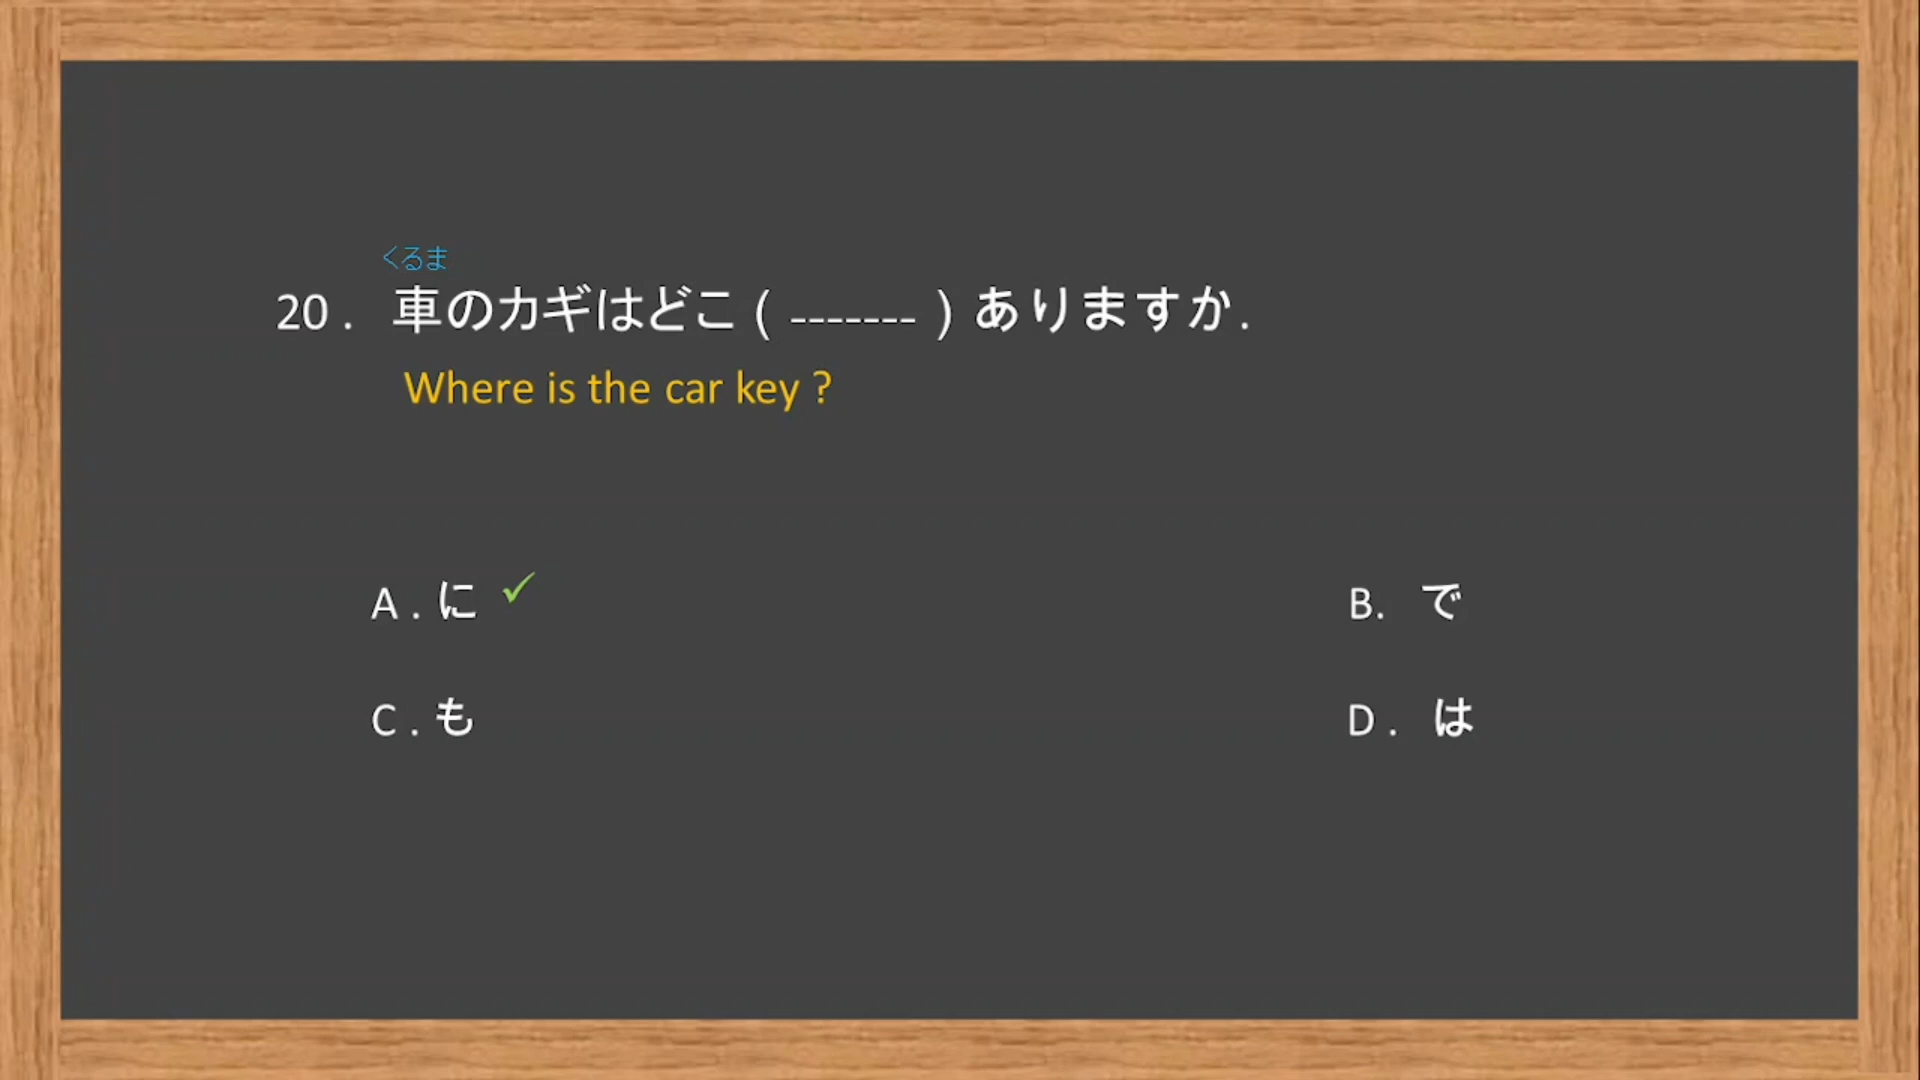 くるま
20 . 車のカギはどこ ( ------- ) ありますか.
Where is the car key ?
A . に ✓
B. で
C . も
D . は